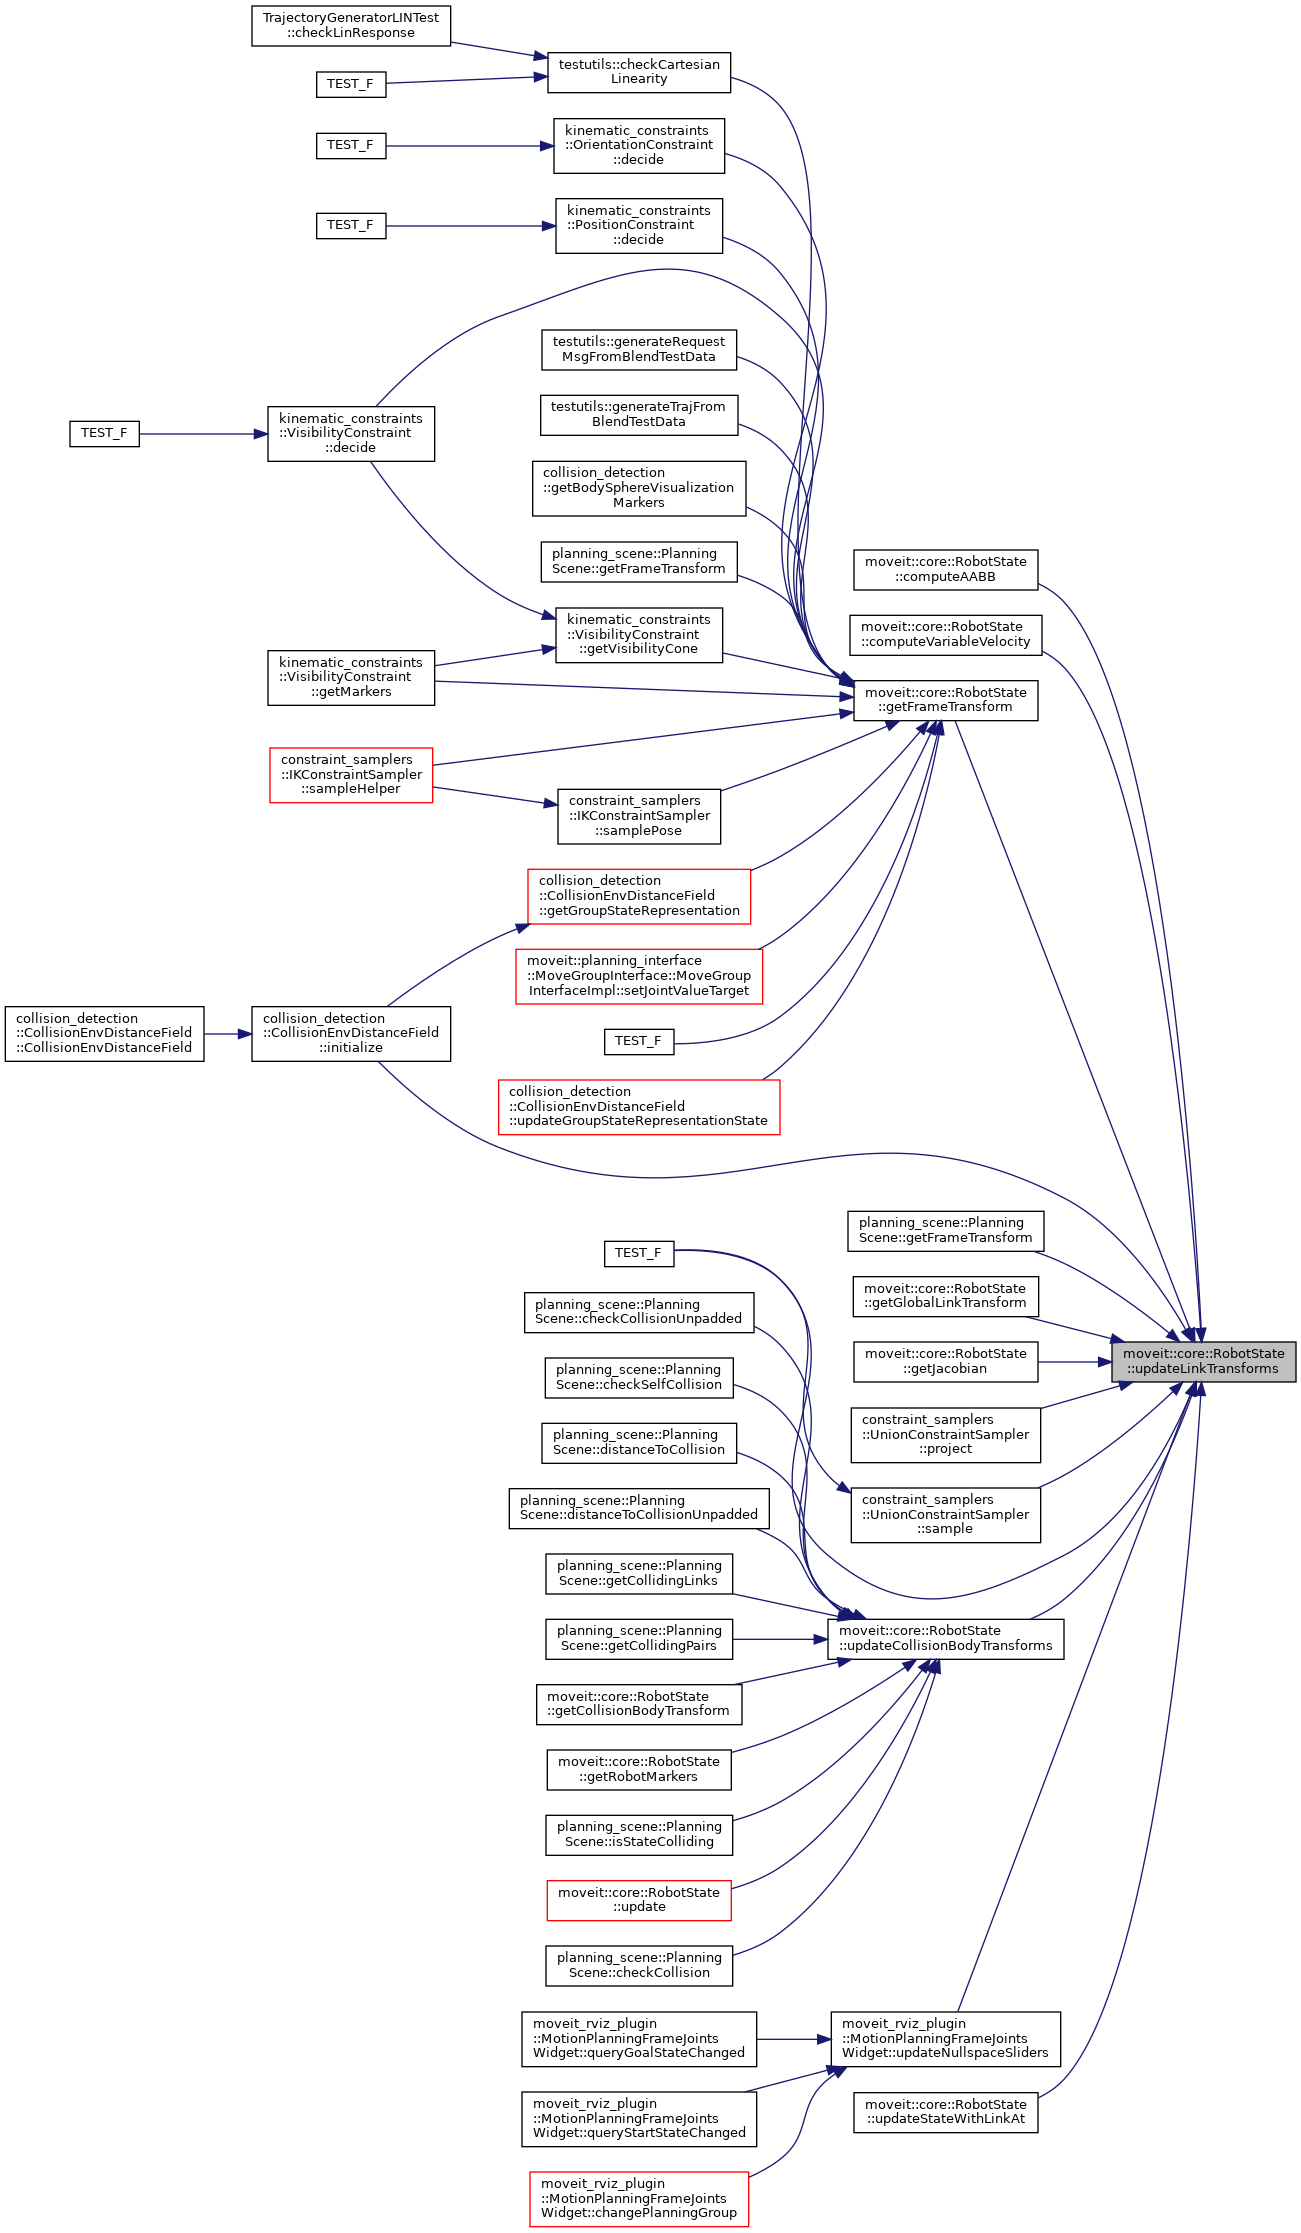 TrajectoryGeneratorLINTest
::checkLinResponse
testutils::checkCartesian
Linearity
TEST_F
kinematic_constraints
::OrientationConstraint
::decide
TEST_F
kinematic_constraints
::PositionConstraint
::decide
TEST_F
testutils::generateRequest
MsgFromBlendTestData
testutils::generateTrajFrom
BlendTestData
kinematic_constraints
::VisibilityConstraint
::decide
TEST_F
collision_detection
::getBodySphereVisualization
Markers
planning_scene::Planning
Scene::getFrameTransform
moveit::core::RobotState
::computeAABB
kinematic_constraints
::VisibilityConstraint
::getVisibilityCone
moveit::core::RobotState
::computeVariableVelocity
kinematic_constraints
::VisibilityConstraint
::getMarkers
moveit::core::RobotState
::getFrameTransform
constraint_samplers
::IKConstraintSampler
::sampleHelper
constraint_samplers
::IKConstraintSampler
::samplePose
collision_detection
::CollisionEnvDistanceField
::getGroupStateRepresentation
moveit::planning_interface
::MoveGroupInterface::MoveGroup
InterfaceImpl::setJointValueTarget
collision_detection
::CollisionEnvDistanceField
::CollisionEnvDistanceField
collision_detection
::CollisionEnvDistanceField
::initialize
TEST_F
collision_detection
::CollisionEnvDistanceField
::updateGroupStateRepresentationState
planning_scene::Planning
Scene::getFrameTransform
TEST_F
moveit::core::RobotState
::getGlobalLinkTransform
planning_scene::Planning
Scene::checkCollisionUnpadded
moveit::core::RobotState
::getJacobian
moveit::core::RobotState
::updateLinkTransforms
planning_scene::Planning
Scene::checkSelfCollision
constraint_samplers
::UnionConstraintSampler
::project
planning_scene::Planning
Scene::distanceToCollision
constraint_samplers
::UnionConstraintSampler
::sample
planning_scene::Planning
Scene::distanceToCollisionUnpadded
planning_scene::Planning
Scene::getCollidingLinks
planning_scene::Planning
Scene::getCollidingPairs
moveit::core::RobotState
::updateCollisionBodyTransforms
moveit::core::RobotState
::getCollisionBodyTransform
moveit::core::RobotState
::getRobotMarkers
planning_scene::Planning
Scene::isStateColliding
moveit::core::RobotState
::update
planning_scene::Planning
Scene::checkCollision
moveit_rviz_plugin
::MotionPlanningFrameJoints
Widget::queryGoalStateChanged
moveit_rviz_plugin
::MotionPlanningFrameJoints
Widget::updateNullspaceSliders
moveit_rviz_plugin
::MotionPlanningFrameJoints
Widget::queryStartStateChanged
moveit::core::RobotState
::updateStateWithLinkAt
moveit_rviz_plugin
::MotionPlanningFrameJoints
Widget::changePlanningGroup